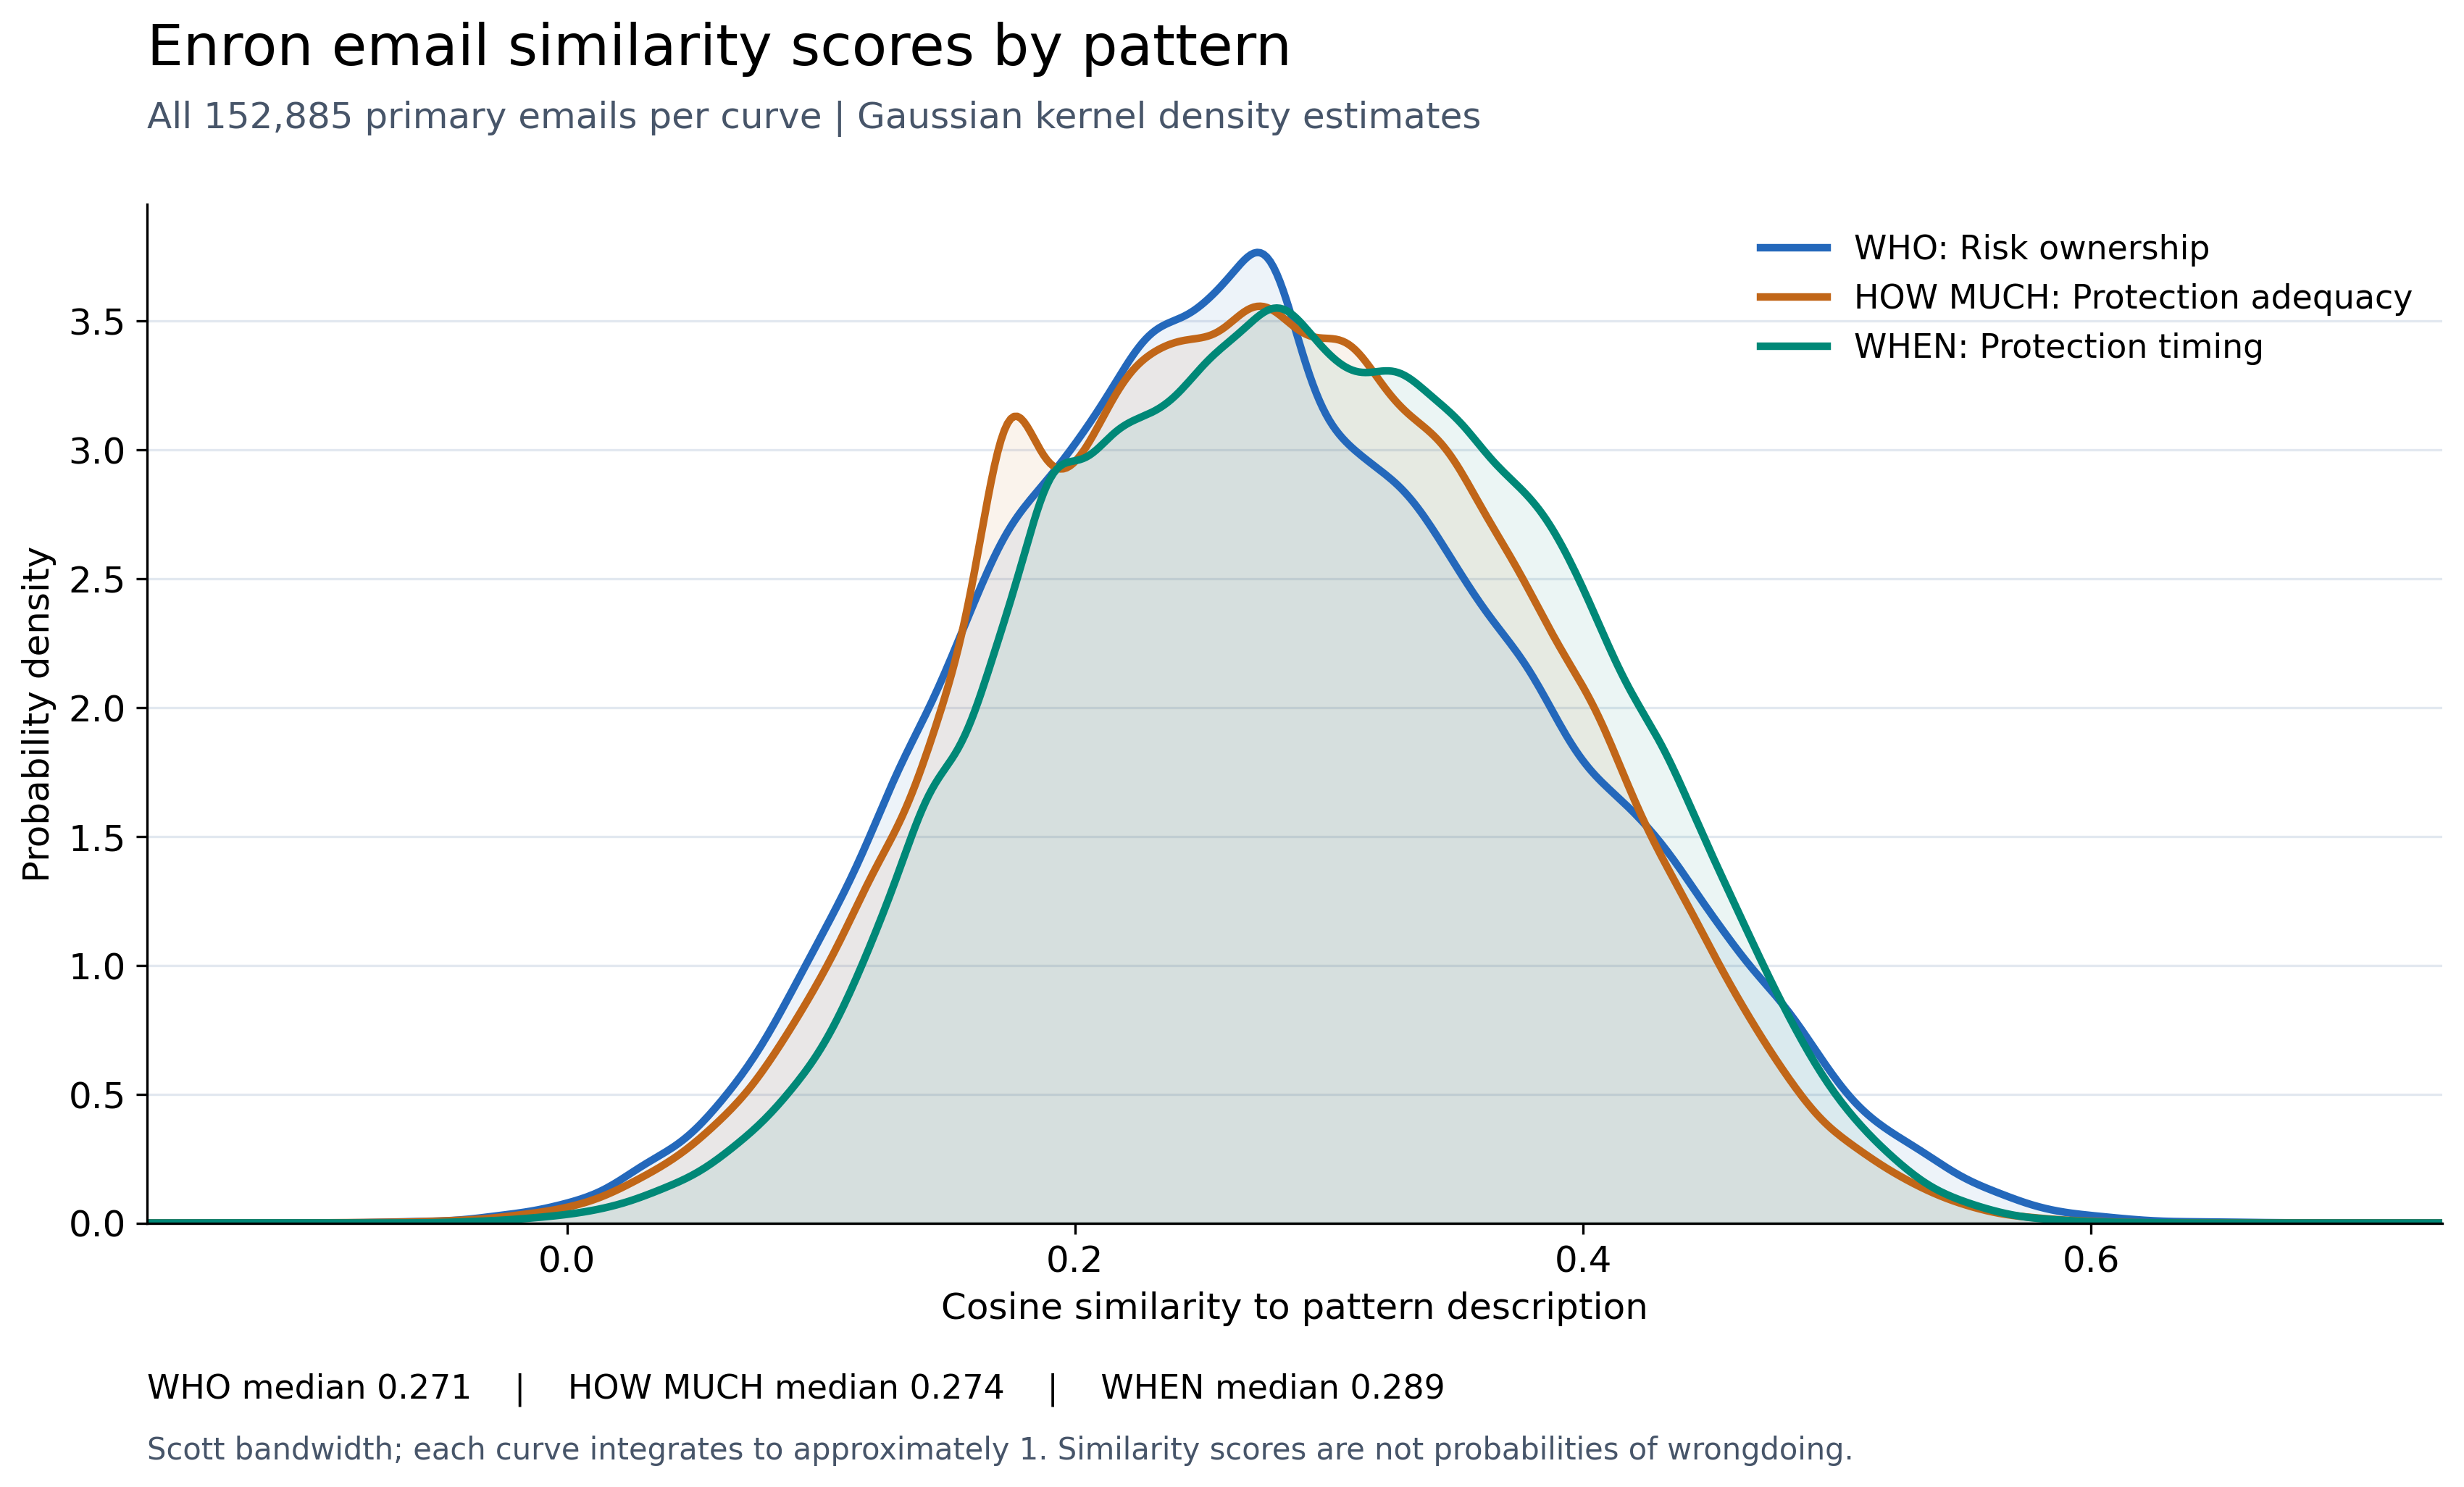 Enron email similarity scores by pattern
All 152,885 primary emails per curve | Gaussian kernel density estimates
WHO: Risk ownership
HOW MUCH: Protection adequacy
WHEN: Protection timing
Probability density
3.5
3.0
2.5
2.0
1.5
1.0
0.5
0.0
0.0 0.2 0.4 0.6
Cosine similarity to pattern description
WHO median 0.271 | HOW MUCH median 0.274 | WHEN median 0.289
Scott bandwidth; each curve integrates to approximately 1. Similarity scores are not probabilities of wrongdoing.